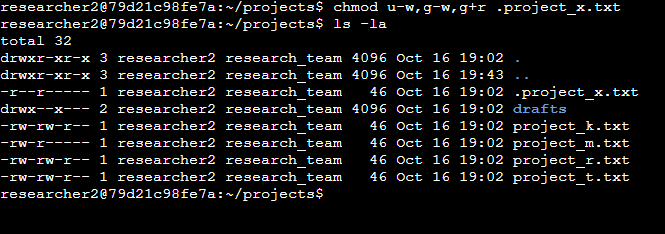 researcher2@79d21c98fe7a:~/projects$ chmod u-w,g-w,g+r .project_x.txt
researcher2@79d21c98fe7a:~/projects$ ls -la
total 32
drwxr-xr-x 3 researcher2 research_team 4096 Oct 16 19:02 .
drwxr-xr-x 3 researcher2 research_team 4096 Oct 16 19:43 ..
-r--r----- 1 researcher2 research_team   46 Oct 16 19:02 .project_x.txt
drwx--x--- 2 researcher2 research_team 4096 Oct 16 19:02 drafts
-rw-rw-r-- 1 researcher2 research_team   46 Oct 16 19:02 project_k.txt
-rw-r----- 1 researcher2 research_team   46 Oct 16 19:02 project_m.txt
-rw-rw-r-- 1 researcher2 research_team   46 Oct 16 19:02 project_r.txt
-rw-rw-r-- 1 researcher2 research_team   46 Oct 16 19:02 project_t.txt
researcher2@79d21c98fe7a:~/projects$